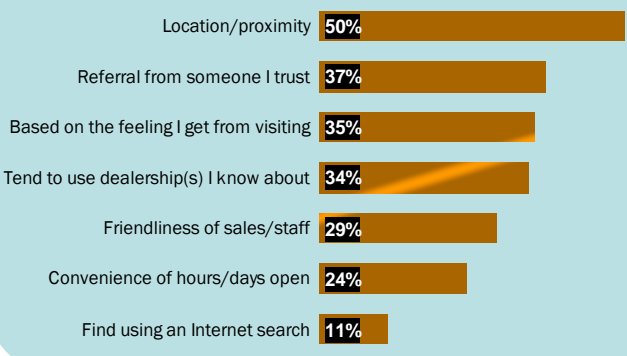 Location/proximity 50%
Referral from someone I trust 37%
Based on the feeling I get from visiting 35%
Tend to use dealership(s) I know about 34%
Friendliness of sales/staff 29%
Convenience of hours/days open 24%
Find using an Internet search 11%